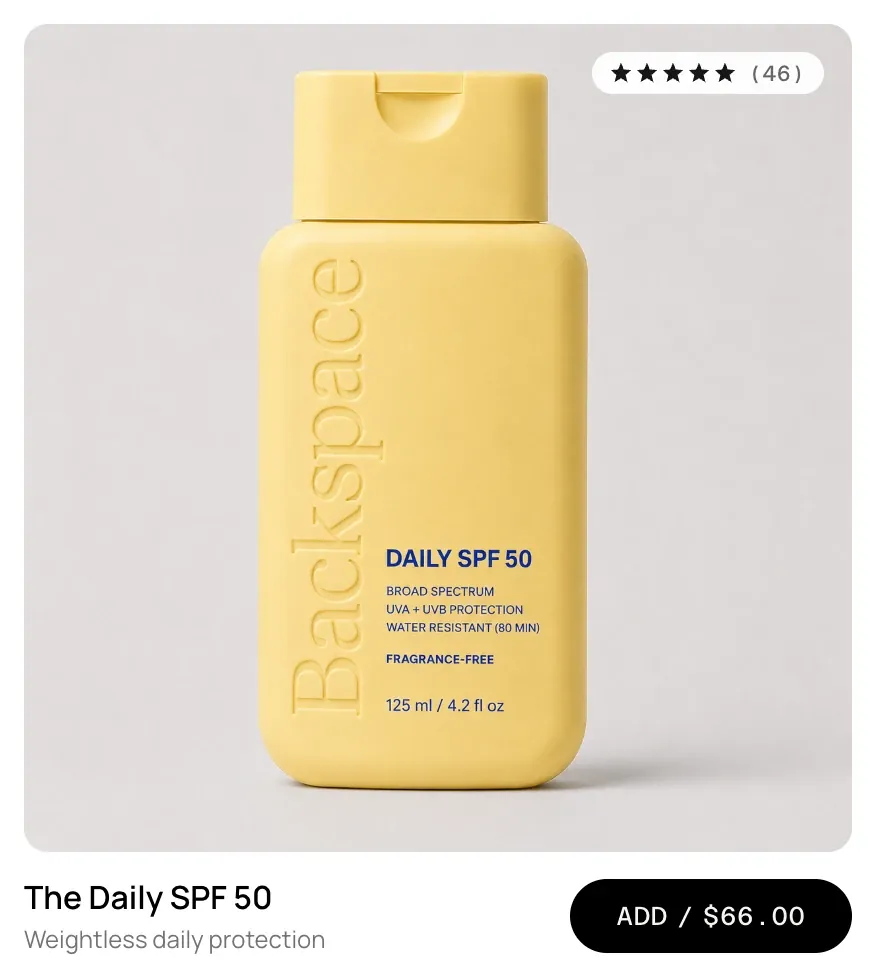 ★★★★★ (46)
Backspace
DAILY SPF 50
BROAD SPECTRUM
UVA + UVB PROTECTION
WATER RESISTANT (80 MIN)
FRAGRANCE-FREE
125 ml / 4.2 fl oz
The Daily SPF 50
Weightless daily protection
ADD / $66.00